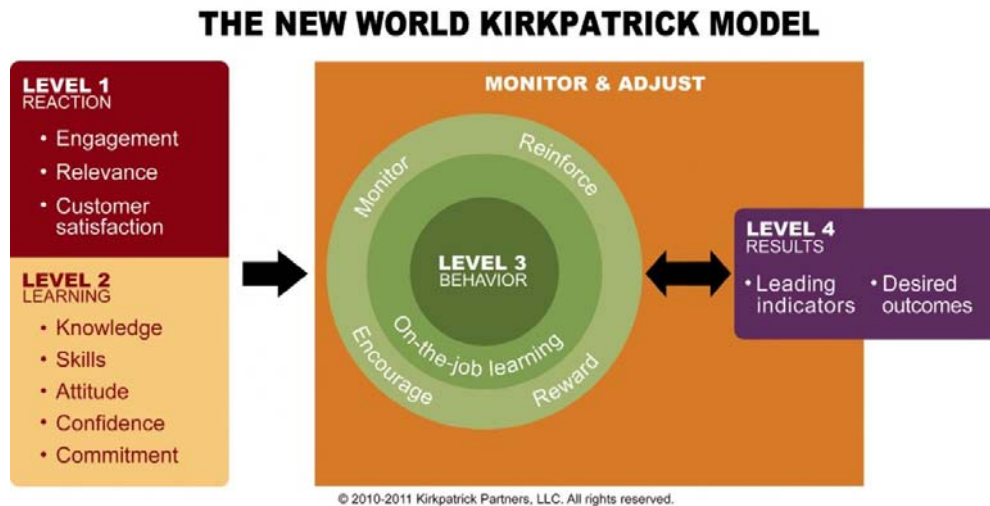 THE NEW WORLD KIRKPATRICK MODEL
LEVEL 1
REACTION
• Engagement
• Relevance
• Customer
satisfaction
LEVEL 2
LEARNING
• Knowledge
• Skills
• Attitude
• Confidence
• Commitment
MONITOR & ADJUST
Monitor
Reinforce
LEVEL 3
BEHAVIOR
On-the-job learning
Encourage
Reward
LEVEL 4
RESULTS
• Leading
indicators
• Desired
outcomes
© 2010-2011 Kirkpatrick Partners, LLC. All rights reserved.